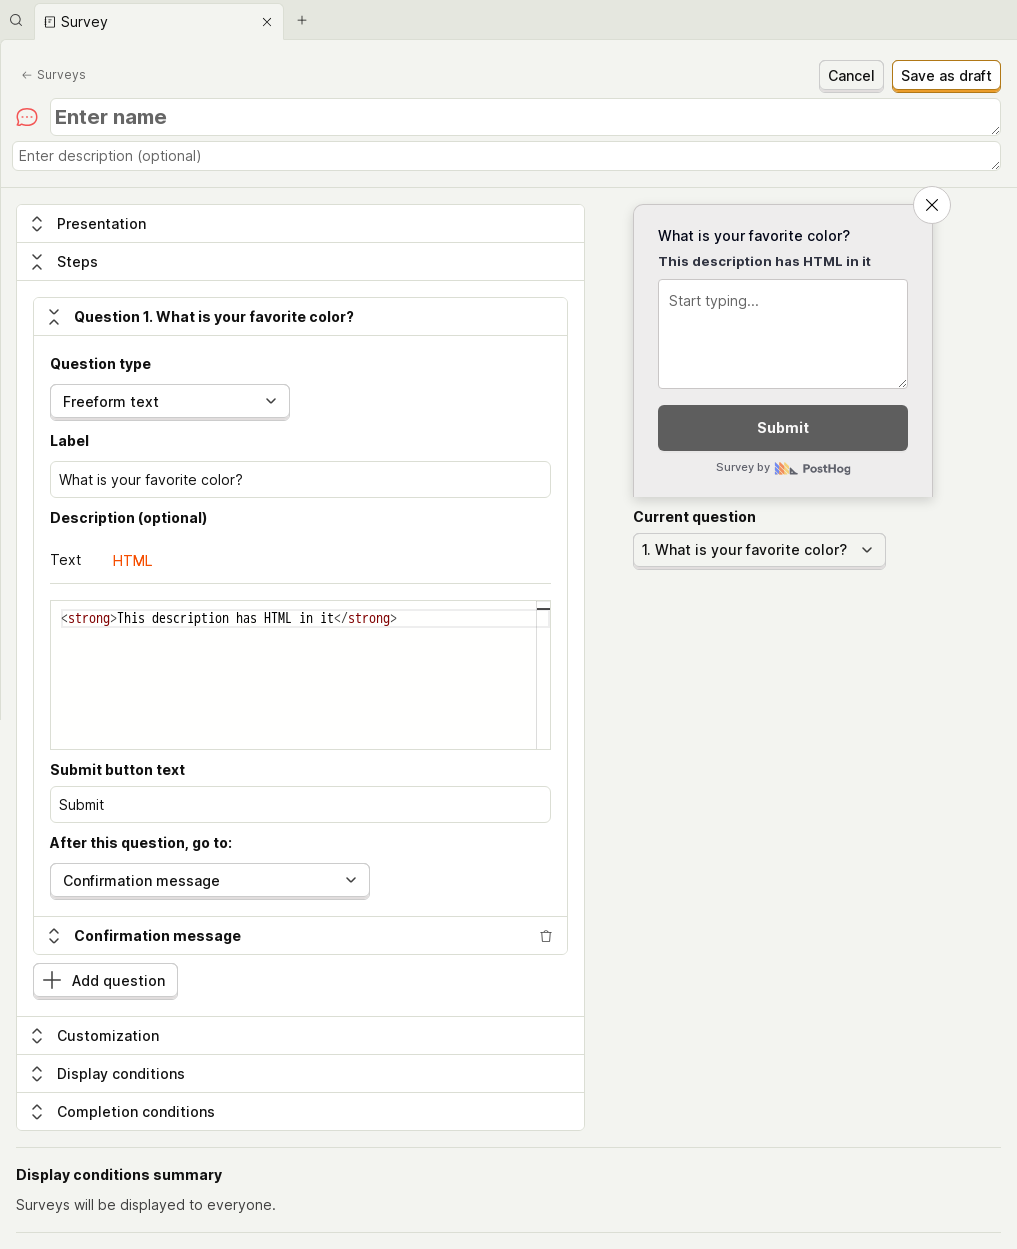 Survey
Surveys
Cancel
Save as draft
Enter name
Enter description (optional)
Presentation
Steps
Question 1. What is your favorite color?
Question type
Freeform text
Label
What is your favorite color?
Description (optional)
Text
HTML
<strong>This description has HTML in it</strong>
Submit button text
Submit
After this question, go to:
Confirmation message
Confirmation message
Add question
Customization
Display conditions
Completion conditions
What is your favorite color?
This description has HTML in it
Start typing...
Submit
Survey by PostHog
Current question
1. What is your favorite color?
Display conditions summary
Surveys will be displayed to everyone.